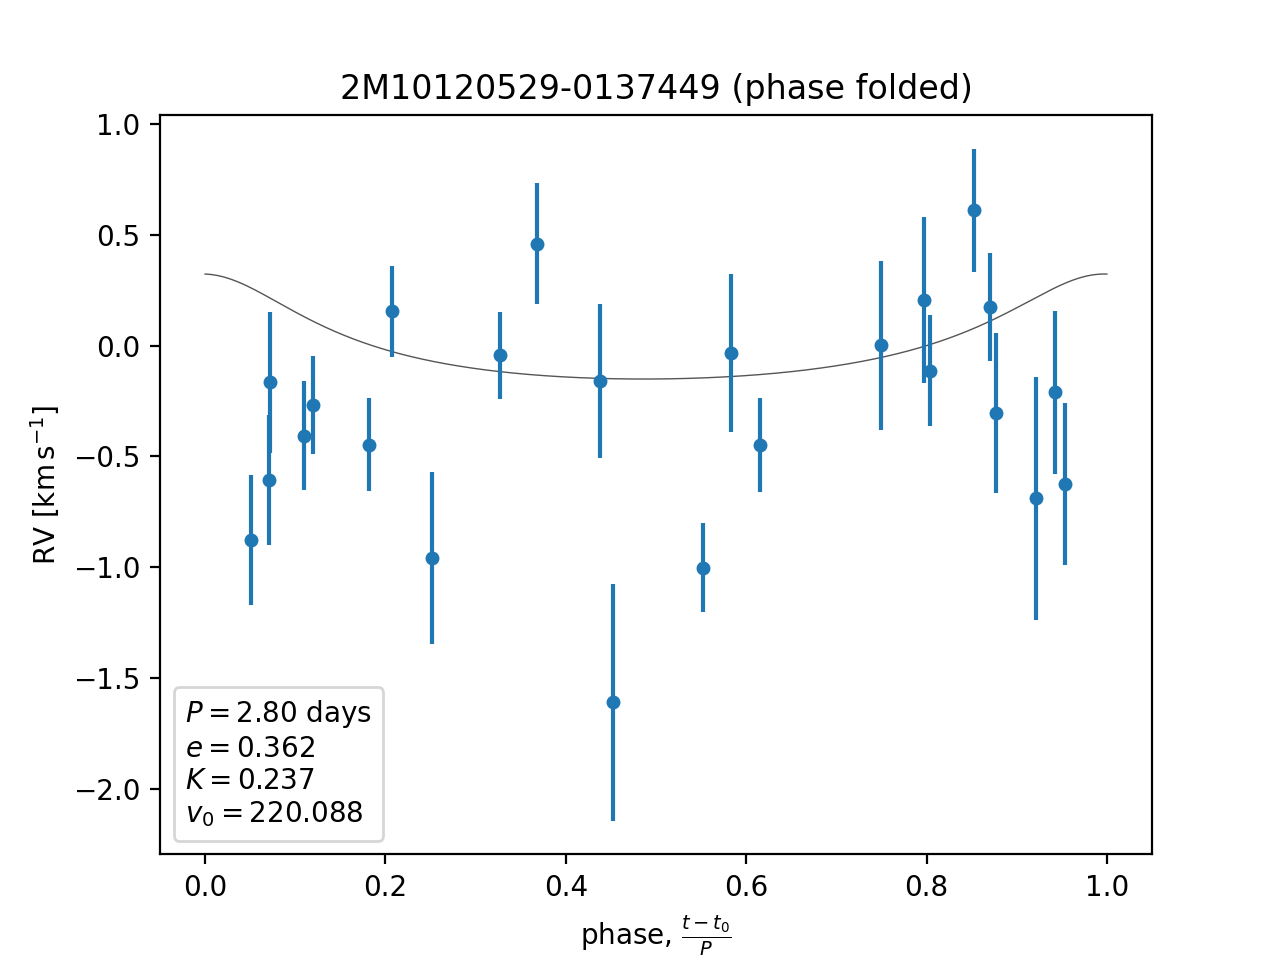 2M10120529-0137449 (phase folded)
1.0
0.5
0.0
−0.5
−1.0
−1.5
−2.0
RV [km s⁻¹]
P = 2.80 days
e = 0.362
K = 0.237
v₀ = 220.088
0.0 0.2 0.4 0.6 0.8 1.0
phase, (t − t₀)/P